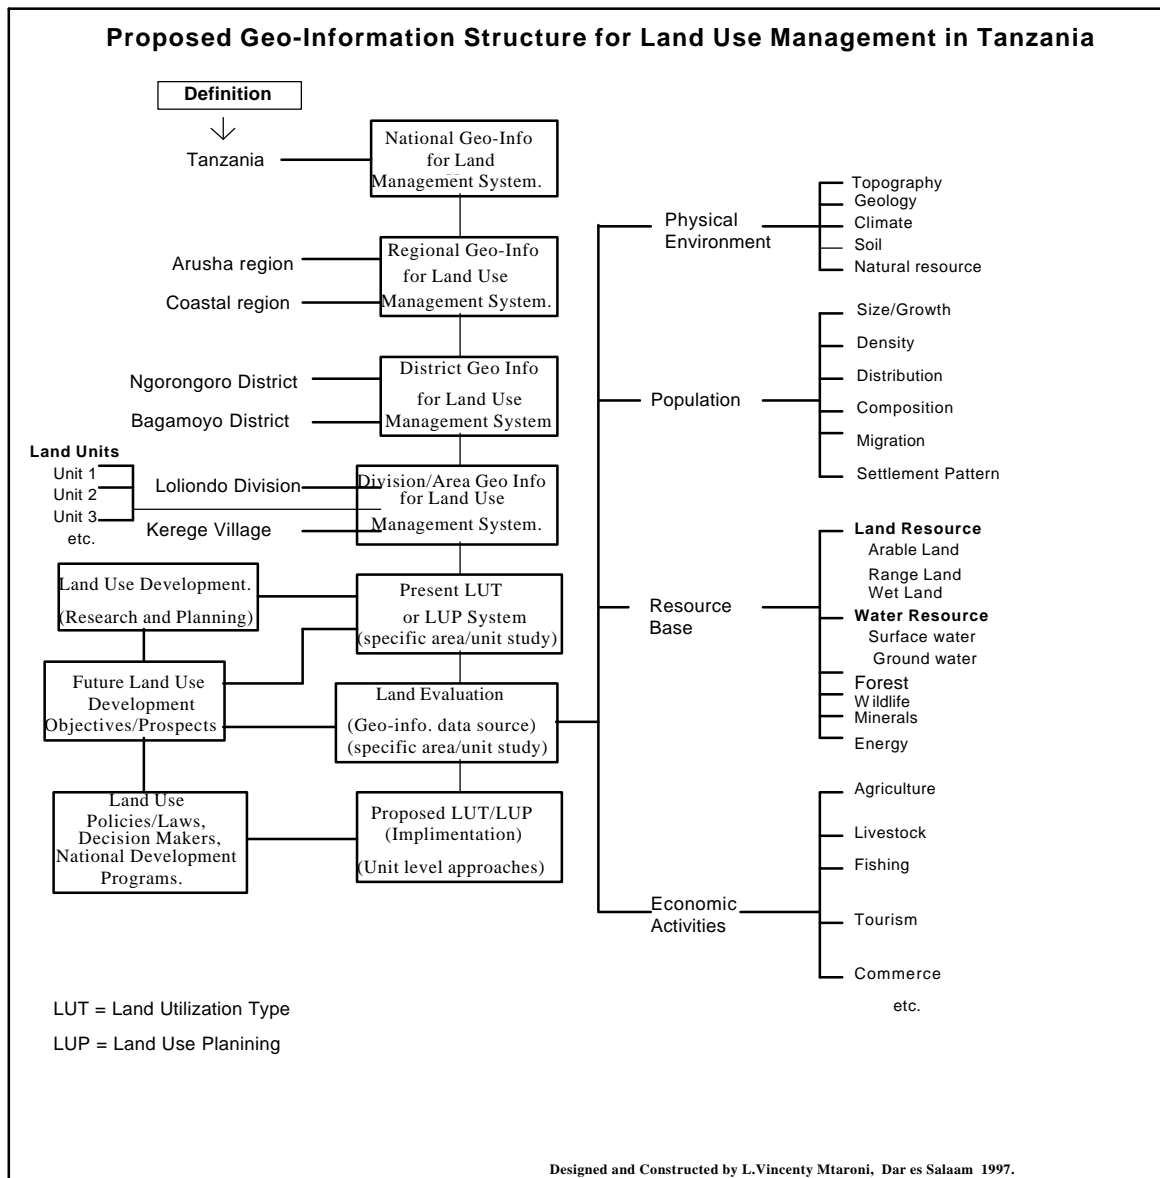 Proposed Geo-Information Structure for Land Use Management in Tanzania
Definition
Tanzania
National Geo-Info
for Land
Management System.
Arusha region
Coastal region
Regional Geo-Info
for Land Use
Management System.
Ngorongoro District
Bagamoyo District
District Geo Info
for Land Use
Management System
Land Units
Unit 1
Unit 2
Unit 3
etc.
Loliondo Division
Kerege Village
Division/Area Geo Info
for Land Use
Management System.
Land Use Development.
(Research and Planning)
Present LUT
or LUP System
(specific area/unit study)
Future Land Use
Development
Objectives/Prospects
Land Evaluation
(Geo-info. data source)
(specific area/unit study)
Land Use
Policies/Laws,
Decision Makers,
National Development
Programs.
Proposed LUT/LUP
(Implimentation)
(Unit level approaches)
Physical
Environment
Topography
Geology
Climate
Soil
Natural resource
Population
Size/Growth
Density
Distribution
Composition
Migration
Settlement Pattern
Resource
Base
Land Resource
Arable Land
Range Land
Wet Land
Water Resource
Surface water
Ground water
Forest
Wildlife
Minerals
Energy
Economic
Activities
Agriculture
Livestock
Fishing
Tourism
Commerce
etc.
LUT = Land Utilization Type
LUP = Land Use Planining
Designed and Constructed by L.Vincenty Mtaroni, Dar es Salaam 1997.